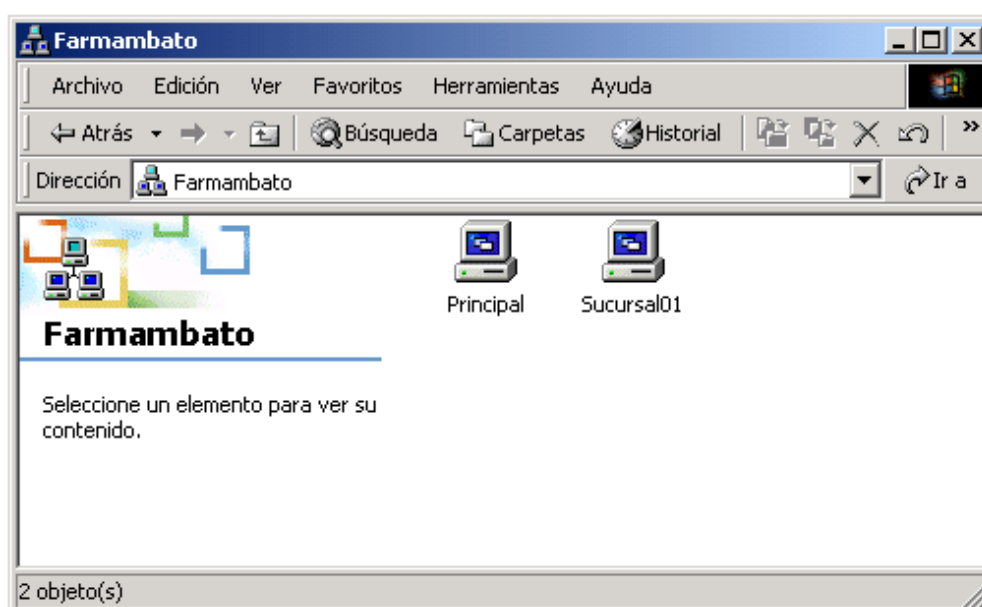 Farmambato
Archivo Edición Ver Favoritos Herramientas Ayuda
Atrás Búsqueda Carpetas Historial »
Dirección Farmambato Ir a
Principal Sucursal01
Farmambato
Seleccione un elemento para ver su
contenido.
2 objeto(s)